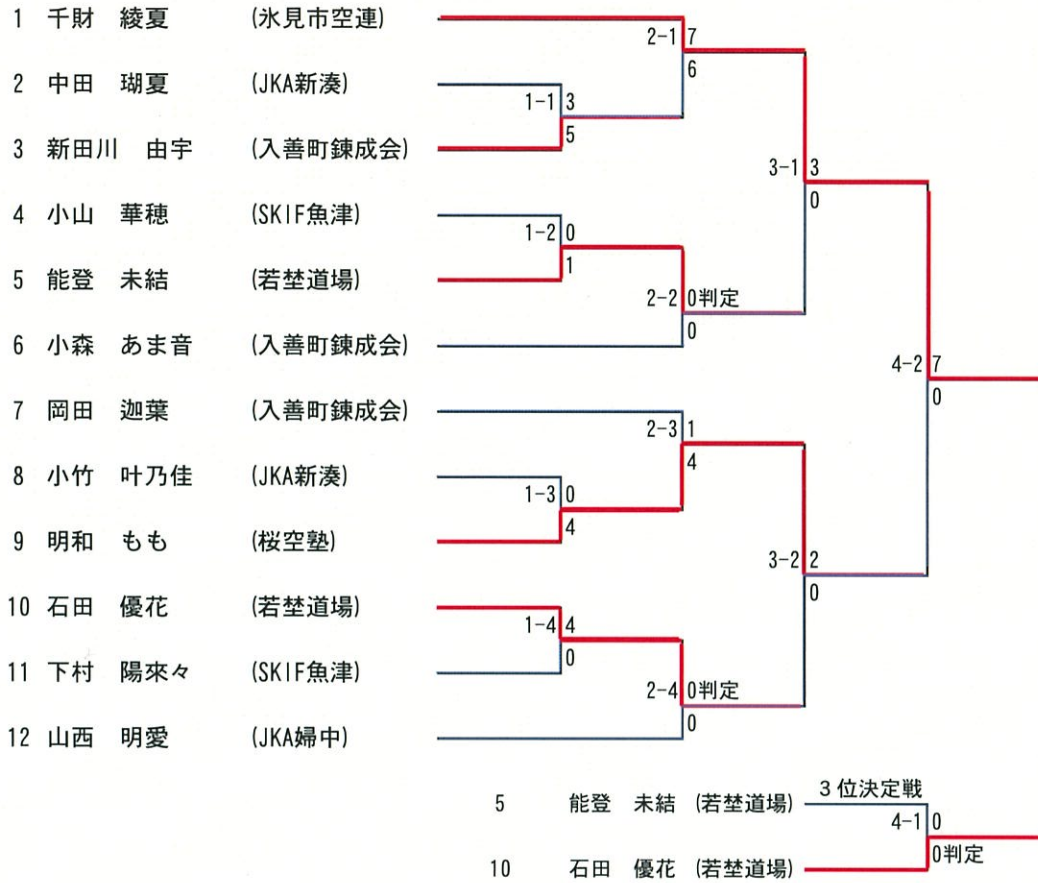 1 千財 綾夏 (氷見市空連)
2-1 7
6
2 中田 瑚夏 (JKA新湊)
1-1 3
5
3 新田川 由宇 (入善町錬成会)
3-1 3
0
4 小山 華穂 (SKIF魚津)
1-2 0
1
5 能登 未結 (若埜道場)
2-2 0判定
0
6 小森 あま音 (入善町錬成会)
4-2 7
0
7 岡田 迦葉 (入善町錬成会)
2-3 1
4
8 小竹 叶乃佳 (JKA新湊)
1-3 0
4
9 明和 もも (桜空塾)
3-2 2
0
10 石田 優花 (若埜道場)
1-4 4
0
11 下村 陽來々 (SKIF魚津)
2-4 0判定
0
12 山西 明愛 (JKA婦中)
3位決定戦
5 能登 未結 (若埜道場)
4-1 0
0判定
10 石田 優花 (若埜道場)